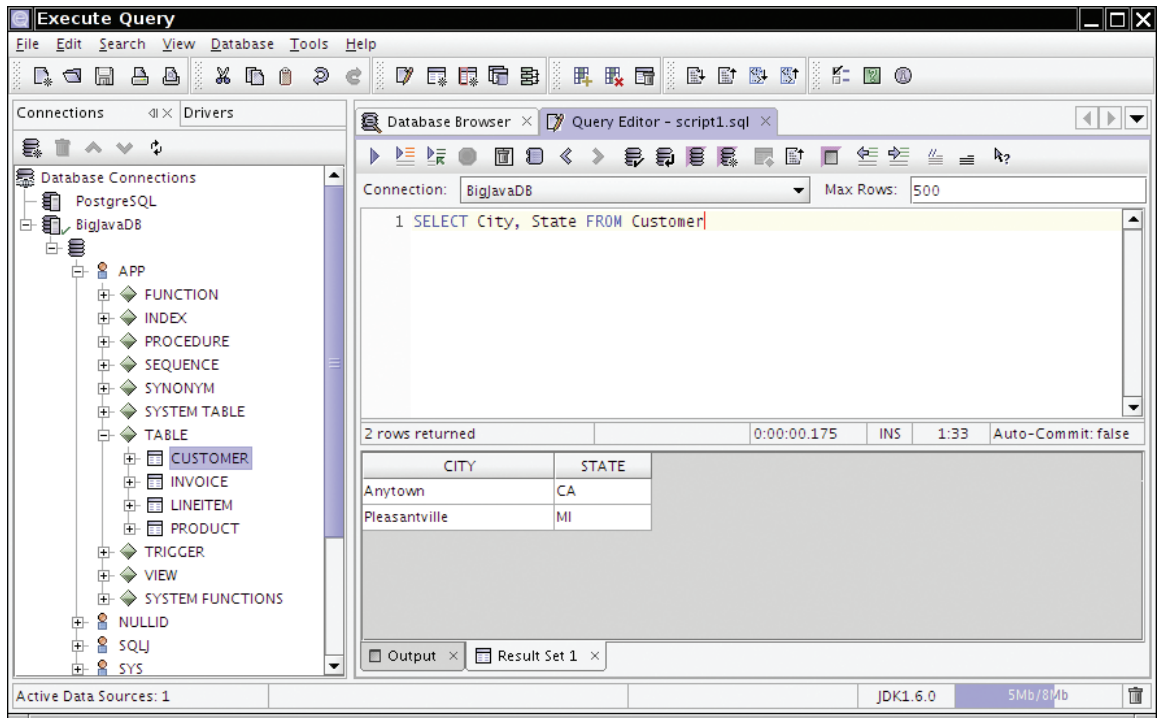 Execute Query
File Edit Search View Database Tools Help
Connections
Drivers
Database Connections
PostgreSQL
BigJavaDB
APP
FUNCTION
INDEX
PROCEDURE
SEQUENCE
SYNONYM
SYSTEM TABLE
TABLE
CUSTOMER
INVOICE
LINEITEM
PRODUCT
TRIGGER
VIEW
SYSTEM FUNCTIONS
NULLID
SQLJ
SYS
Database Browser
Query Editor - script1.sql
Connection: BigJavaDB Max Rows: 500
1 SELECT City, State FROM Customer
2 rows returned 0:00:00.175 INS 1:33 Auto-Commit: false
CITY STATE
Anytown CA
Pleasantville MI
Output Result Set 1
Active Data Sources: 1 JDK1.6.0 5Mb/8Mb